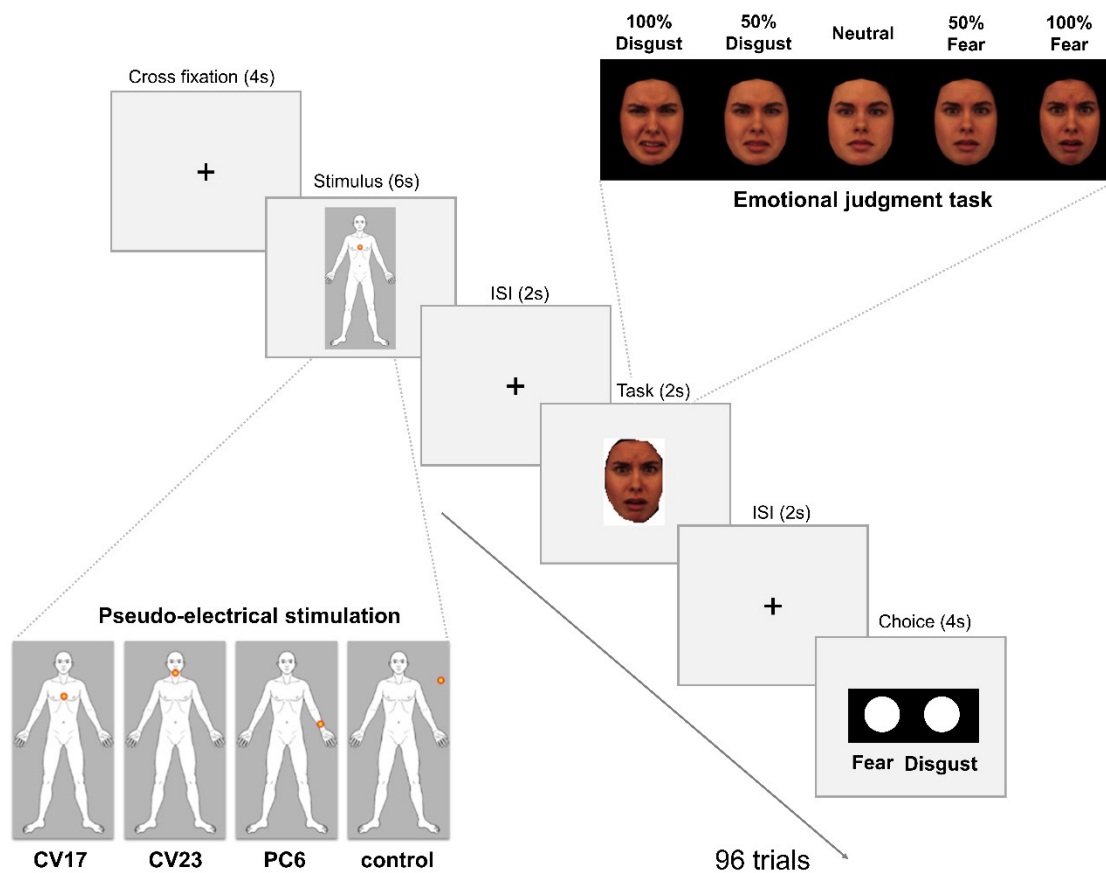 100% Disgust
50% Disgust
Neutral
50% Fear
100% Fear
Emotional judgment task
Cross fixation (4s)
+
Stimulus (6s)
ISI (2s)
+
Task (2s)
ISI (2s)
+
Choice (4s)
Fear Disgust
Pseudo-electrical stimulation
CV17 CV23 PC6 control
96 trials